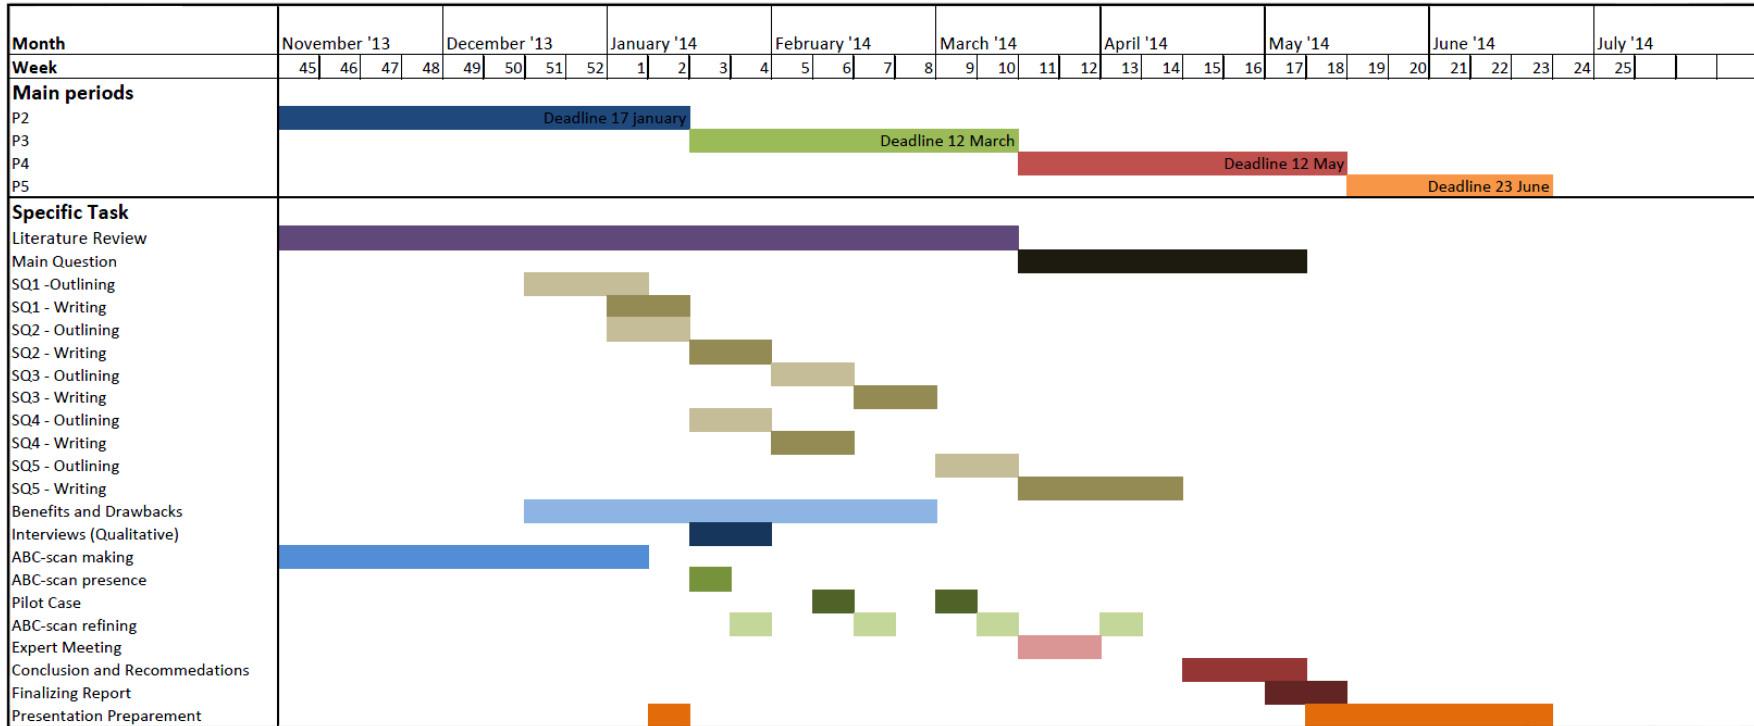 Month November '13 December '13 January '14 February '14 March '14 April '14 May '14 June '14 July '14
Week 45 46 47 48 49 50 51 52 1 2 3 4 5 6 7 8 9 10 11 12 13 14 15 16 17 18 19 20 21 22 23 24 25
Main periods
P2 Deadline 17 january
P3 Deadline 12 March
P4 Deadline 12 May
P5 Deadline 23 June
Specific Task
Literature Review
Main Question
SQ1 -Outlining
SQ1 - Writing
SQ2 - Outlining
SQ2 - Writing
SQ3 - Outlining
SQ3 - Writing
SQ4 - Outlining
SQ4 - Writing
SQ5 - Outlining
SQ5 - Writing
Benefits and Drawbacks
Interviews (Qualitative)
ABC-scan making
ABC-scan presence
Pilot Case
ABC-scan refining
Expert Meeting
Conclusion and Recommedations
Finalizing Report
Presentation Preparement